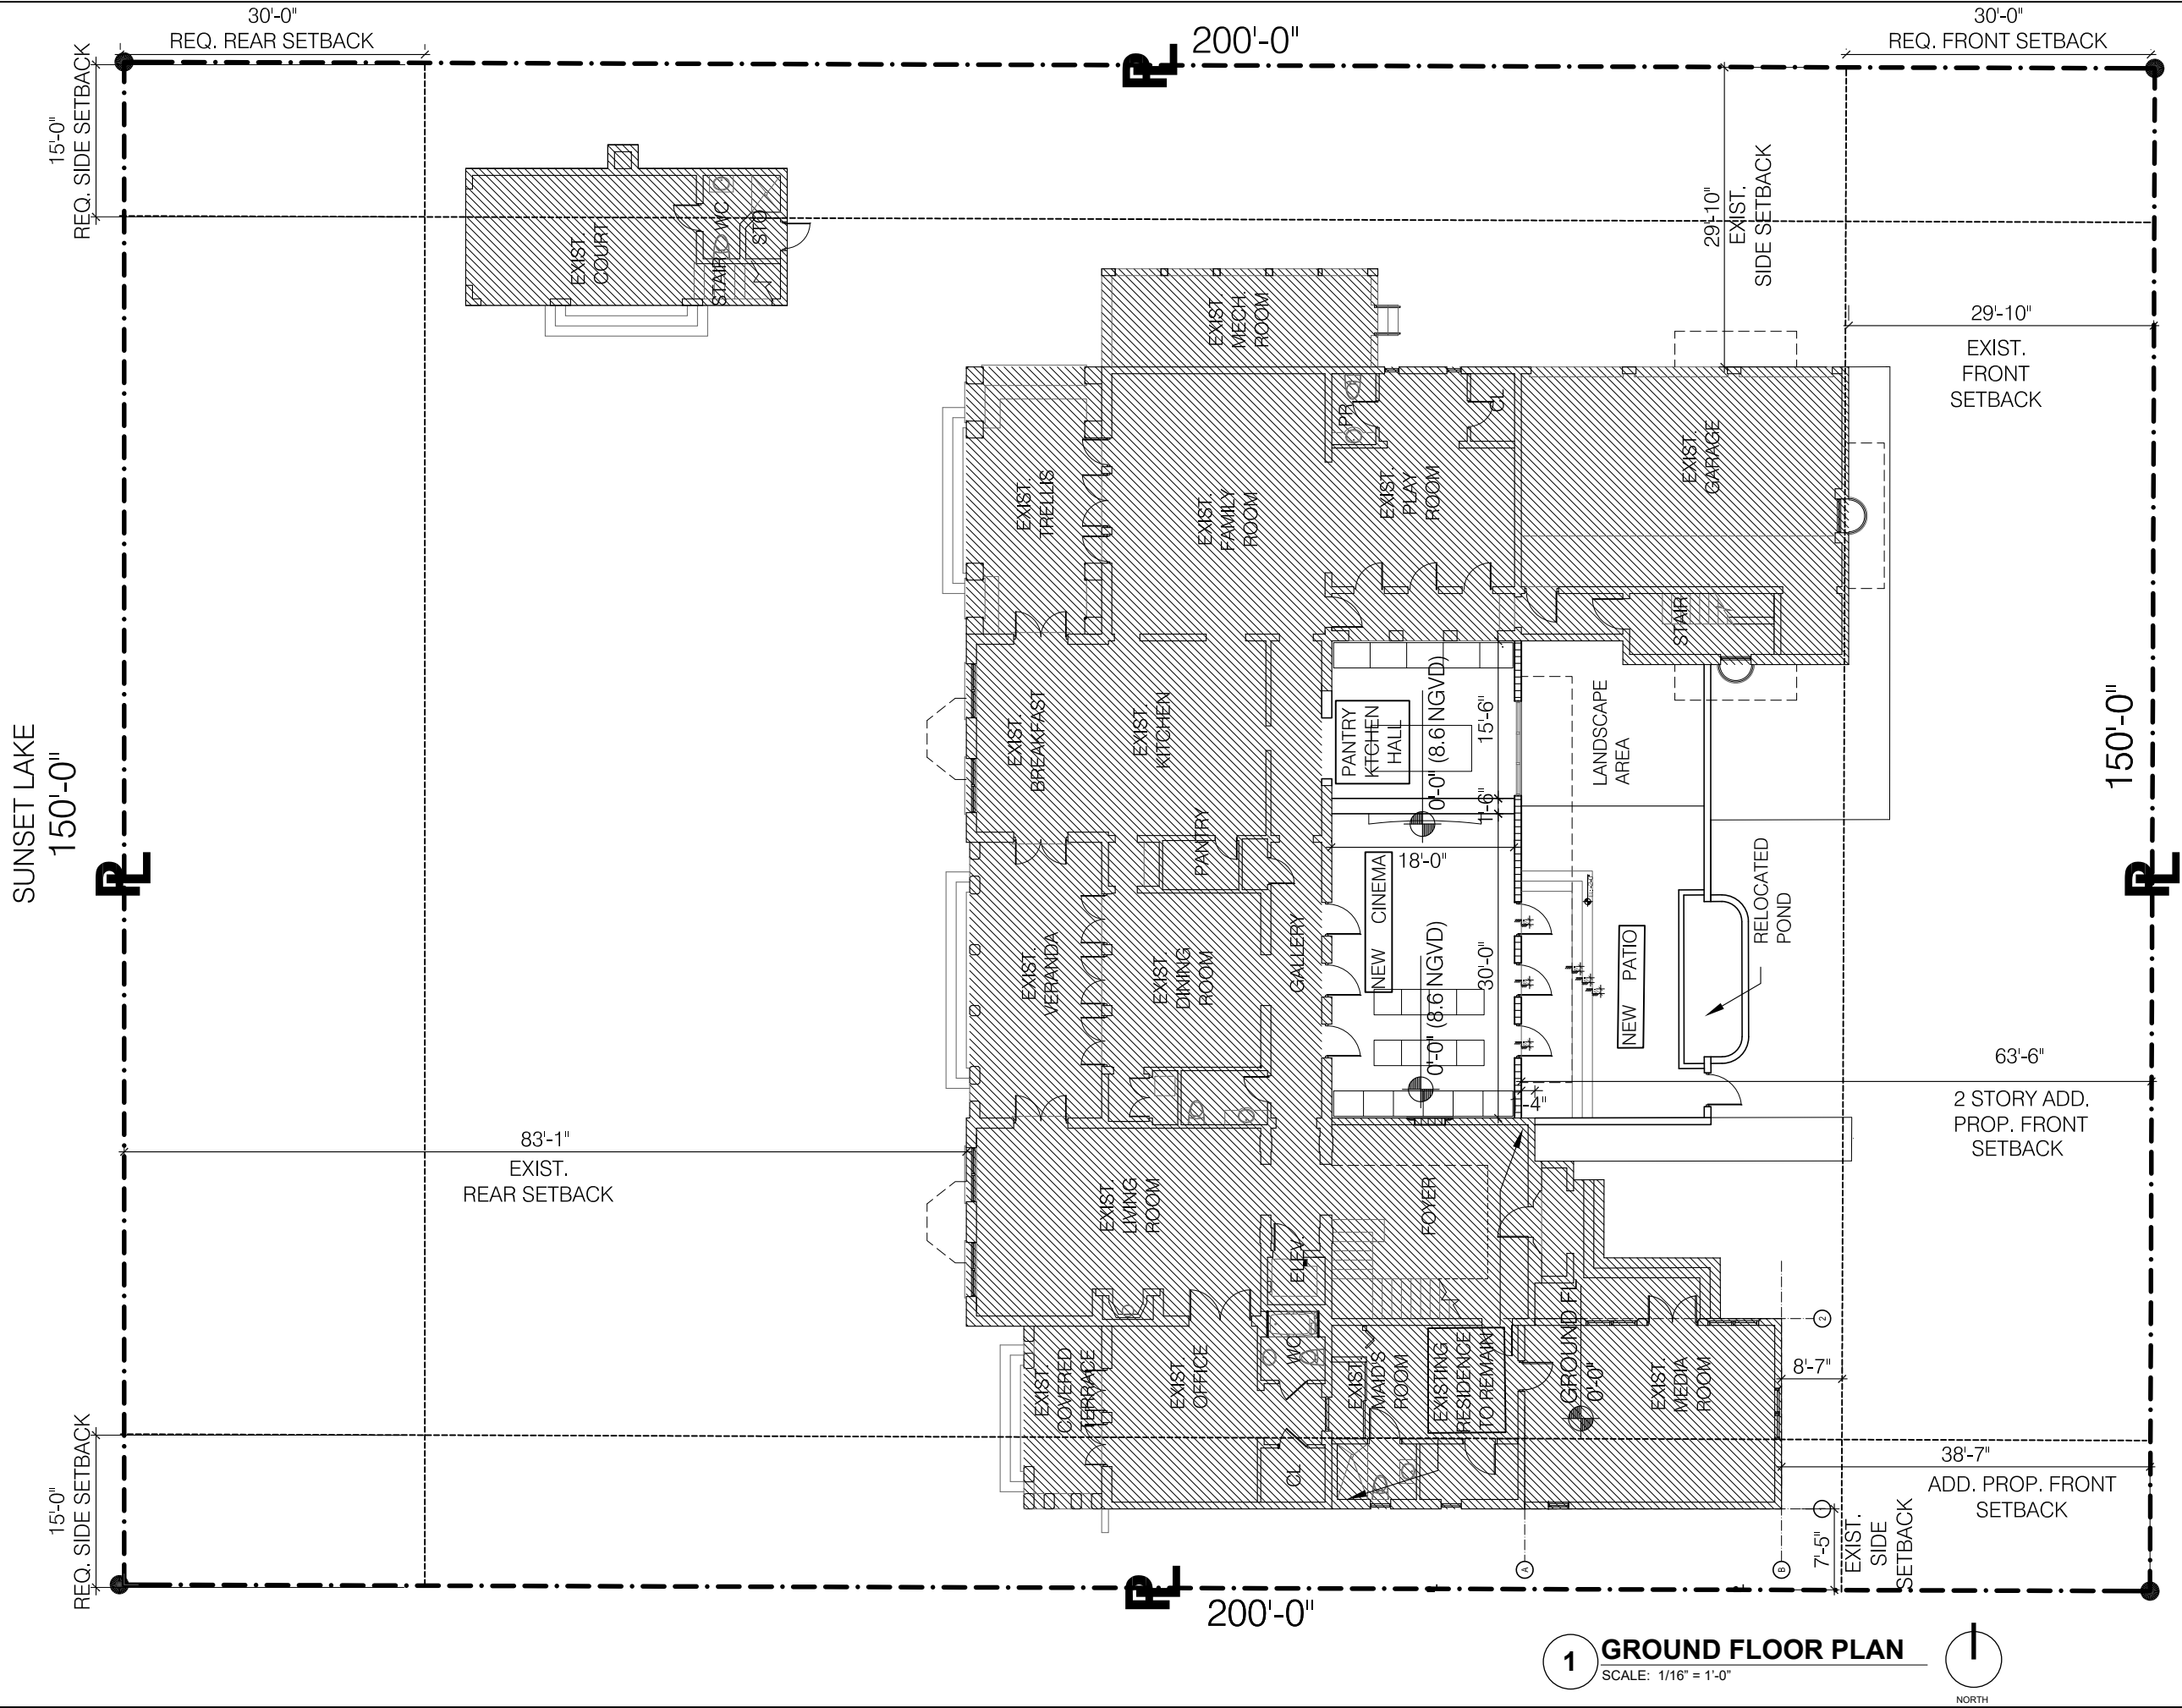 30'-0"
REQ. REAR SETBACK
200'-0"
PL
30'-0"
REQ. FRONT SETBACK
15'-0"
REQ. SIDE SETBACK
EXIST.
COURT
STAIR
WC
STO
29'-10"
EXIST.
SIDE SETBACK
29'-10"
EXIST.
FRONT
SETBACK
EXIST.
MECH.
ROOM
EXIST.
TRELLIS
EXIST.
FAMILY
ROOM
PR
CL
EXIST.
PLAY
ROOM
EXIST.
GARAGE
STAIR
SUNSET LAKE
150'-0"
PL
EXIST.
BREAKFAST
EXIST.
KITCHEN
PANTRY
PANTRY
KTCHEN
HALL
0'-0" (8.6 NGVD)
15'-6"
1'-6"
LANDSCAPE
AREA
150'-0"
PL
EXIST.
VERANDA
EXIST
DINING
ROOM
GALLERY
NEW CINEMA
18'-0"
0'-0" (8.6 NGVD)
30'-0"
NEW PATIO
RELOCATED
POND
63'-6"
2 STORY ADD.
PROP. FRONT
SETBACK
83'-1"
EXIST.
REAR SETBACK
EXIST.
LIVING
ROOM
ELEV.
FOYER
EXIST.
COVERED
TERRACE
EXIST
OFFICE
WC
CL
EXIST.
MAID'S
ROOM
EXISTING
RESIDENCE
TO REMAIN
GROUND FL
0'-0"
EXIST.
MEDIA
ROOM
2
8'-7"
38'-7"
ADD. PROP. FRONT
SETBACK
7'-5"
EXIST.
SIDE
SETBACK
A
B
15'-0"
REQ. SIDE SETBACK
PL
200'-0"
1
GROUND FLOOR PLAN
SCALE: 1/16" = 1'-0"
NORTH